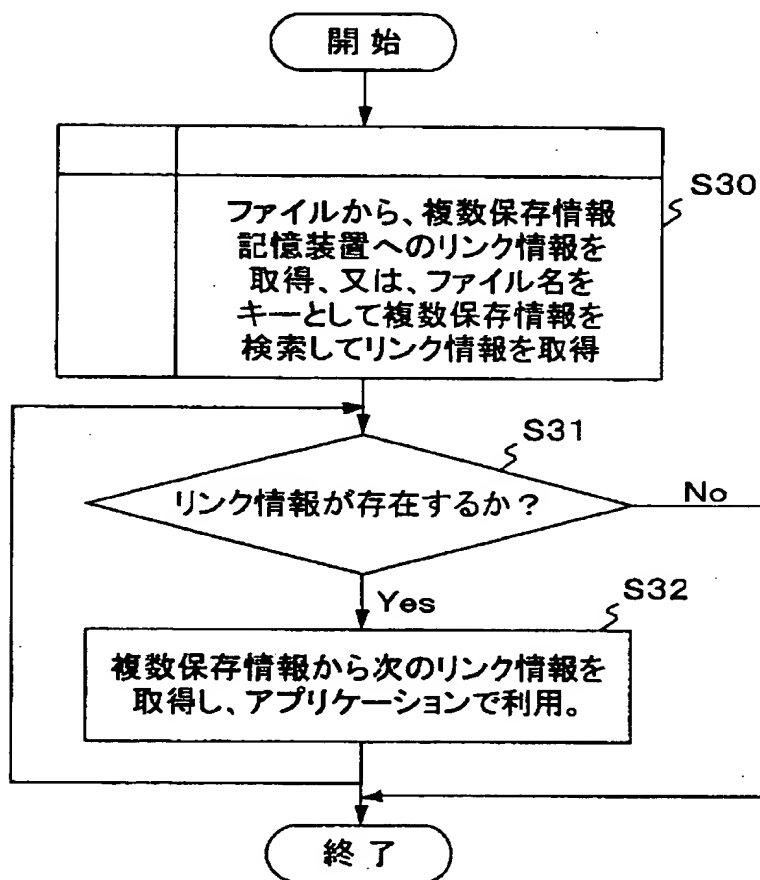 開始
S30
ファイルから、複数保存情報
記憶装置へのリンク情報を
取得、又は、ファイル名を
キーとして複数保存情報を
検索してリンク情報を取得
S31
リンク情報が存在するか？
No
Yes
S32
複数保存情報から次のリンク情報を
取得し、アプリケーションで利用。
終了